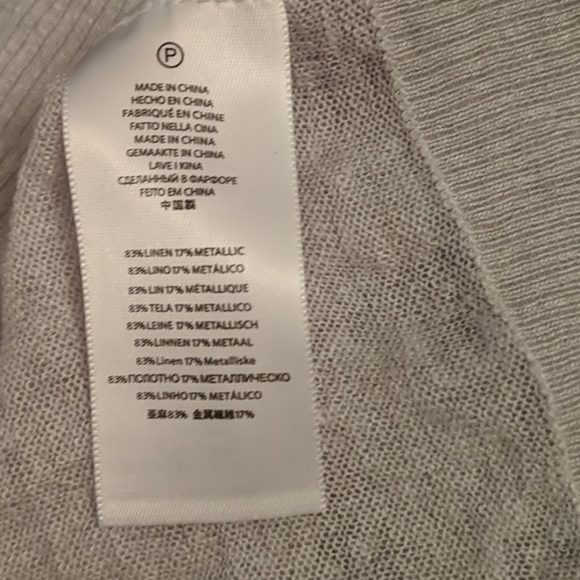 P
MADE IN CHINA
HECHO EN CHINA
FABRIQUÉ EN CHINE
FATTO NELLA CINA
MADE IN CHINA
GEMAAKTE IN CHINA
LAVE I KINA
СДЕЛАННЫЙ В ФАРФОРЕ
FEITO EM CHINA
中国製
83% LINEN 17% METALLIC
83% LINO 17% METÁLICO
83% LIN 17% MÉTALLIQUE
83% TELA 17% METALLICO
83% LEINE 17% METALLISCH
83% LINNEN 17% METAAL
83% Linen 17% Metalliske
83% ПОЛОТНО 17% МЕТАЛЛИЧЕСКО
83% LINHO 17% METÁLICO
亜麻83% 金属繊維17%